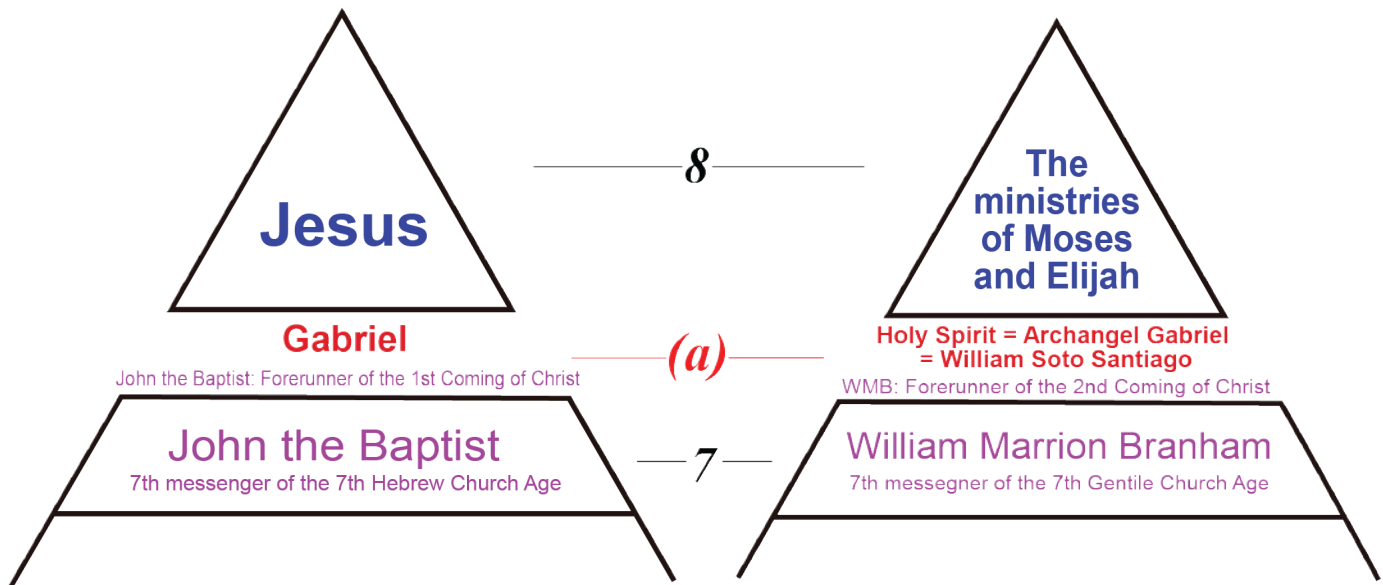 Jesus
Gabriel
John the Baptist: Forerunner of the 1st Coming of Christ
John the Baptist
7th messenger of the 7th Hebrew Church Age
8
(a)
7
The
ministries
of Moses
and Elijah
Holy Spirit = Archangel Gabriel
= William Soto Santiago
WMB: Forerunner of the 2nd Coming of Christ
William Marrion Branham
7th messegner of the 7th Gentile Church Age